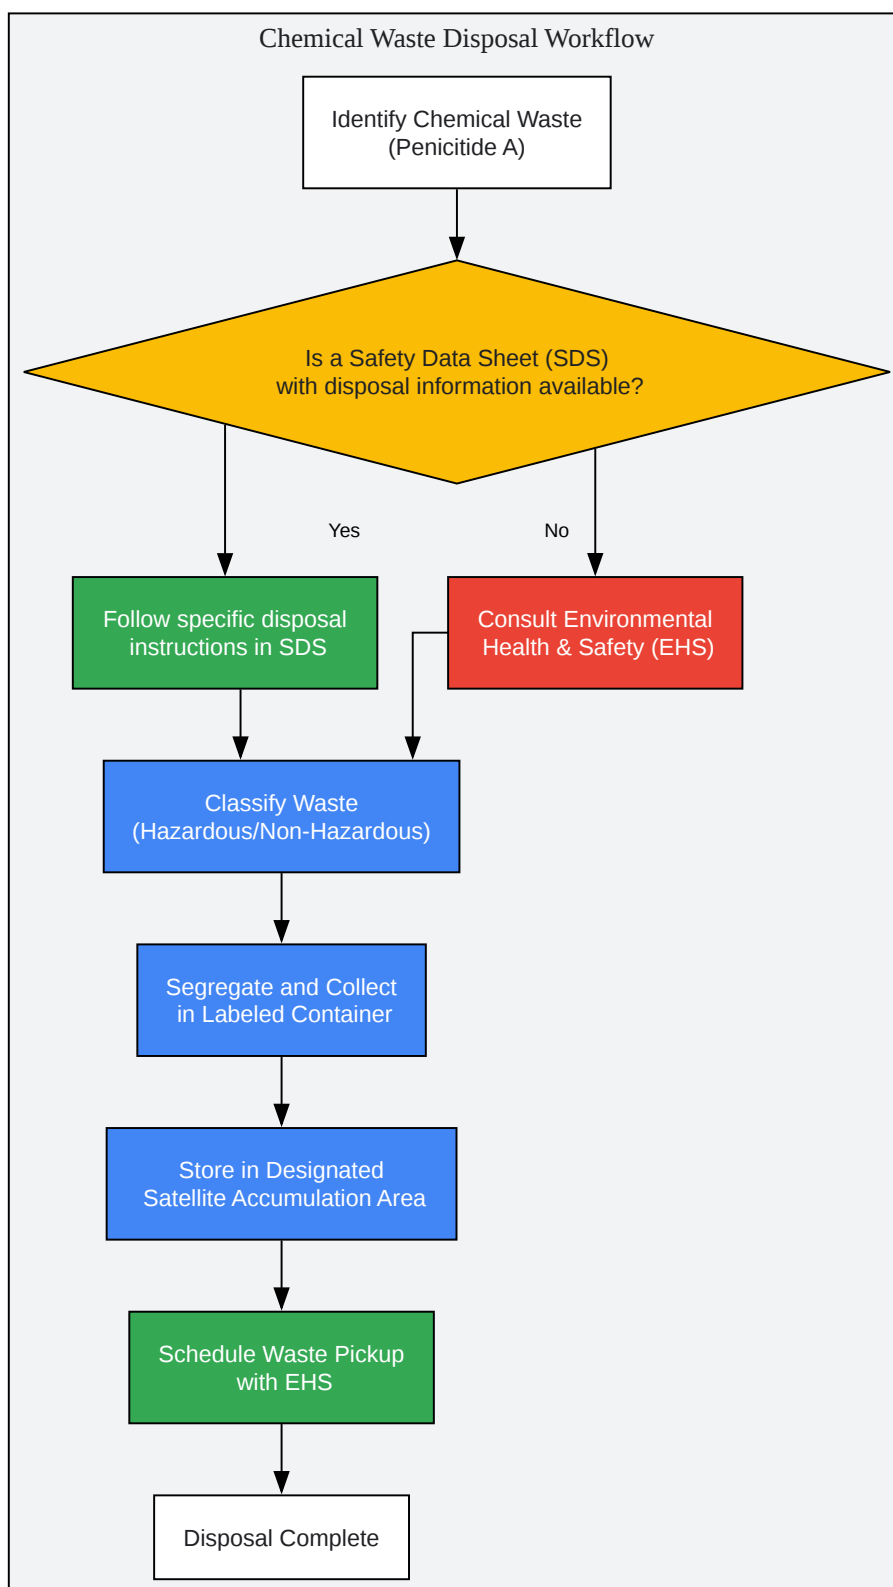 Chemical Waste Disposal Workflow
Identify Chemical Waste
(Penicitide A)
Is a Safety Data Sheet (SDS)
with disposal information available?
Yes
No
Follow specific disposal
instructions in SDS
Consult Environmental
Health & Safety (EHS)
Classify Waste
(Hazardous/Non-Hazardous)
Segregate and Collect
in Labeled Container
Store in Designated
Satellite Accumulation Area
Schedule Waste Pickup
with EHS
Disposal Complete